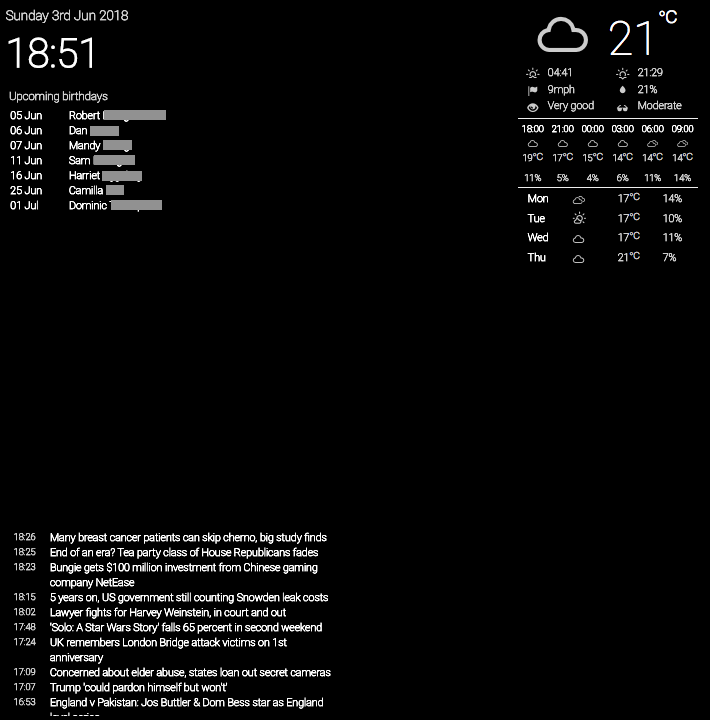 Sunday 3rd Jun 2018
18:51
Upcoming birthdays
05 Jun Robert
06 Jun Dan
07 Jun Mandy
11 Jun Sam
16 Jun Harriet
25 Jun Camilla
01 Jul Dominic
21 °C
04:41 21:29
9mph 21%
Very good Moderate
18:00 21:00 00:00 03:00 06:00 09:00
19°C 17°C 15°C 14°C 14°C 14°C
11% 5% 4% 6% 11% 14%
Mon 17°C 14%
Tue 17°C 10%
Wed 17°C 11%
Thu 21°C 7%
18:26 Many breast cancer patients can skip chemo, big study finds
18:25 End of an era? Tea party class of House Republicans fades
18:23 Bungie gets $100 million investment from Chinese gaming
company NetEase
18:15 5 years on, US government still counting Snowden leak costs
18:02 Lawyer fights for Harvey Weinstein, in court and out
17:48 'Solo: A Star Wars Story' falls 65 percent in second weekend
17:24 UK remembers London Bridge attack victims on 1st
anniversary
17:09 Concerned about elder abuse, states loan out secret cameras
17:07 Trump 'could pardon himself but won't'
16:53 England v Pakistan: Jos Buttler & Dom Bess star as England